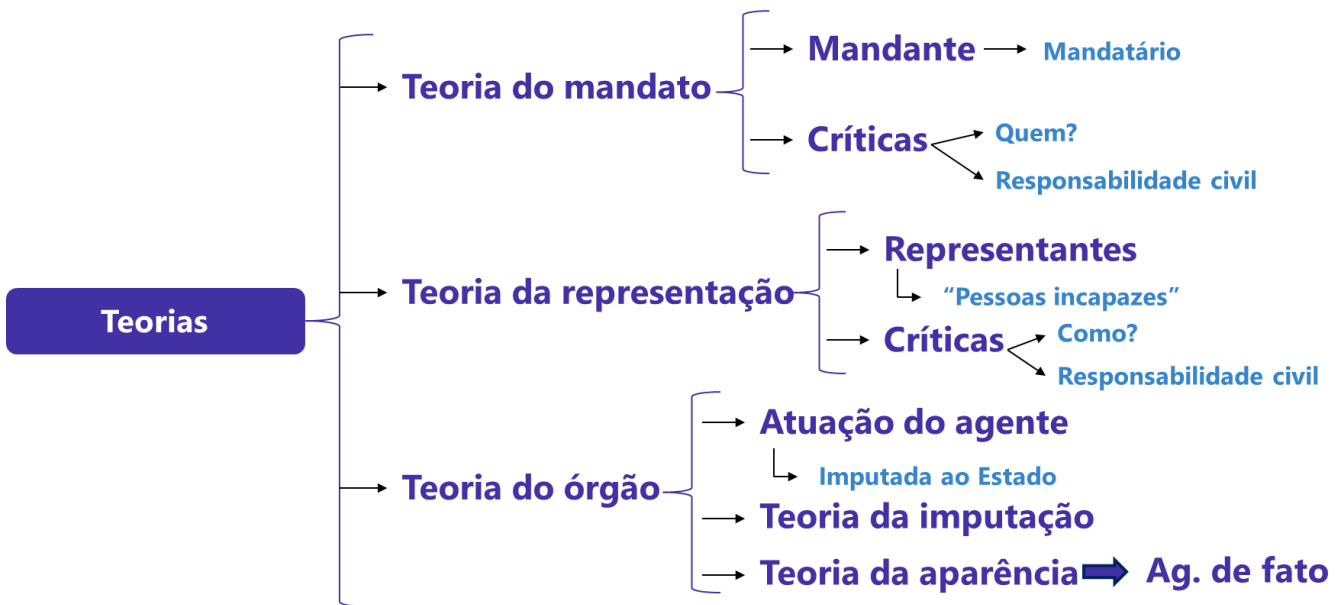 Teorias
Teoria do mandato
Mandante
Mandatário
Críticas
Quem?
Responsabilidade civil
Teoria da representação
Representantes
“Pessoas incapazes”
Críticas
Como?
Responsabilidade civil
Teoria do órgão
Atuação do agente
Imputada ao Estado
Teoria da imputação
Teoria da aparência
Ag. de fato